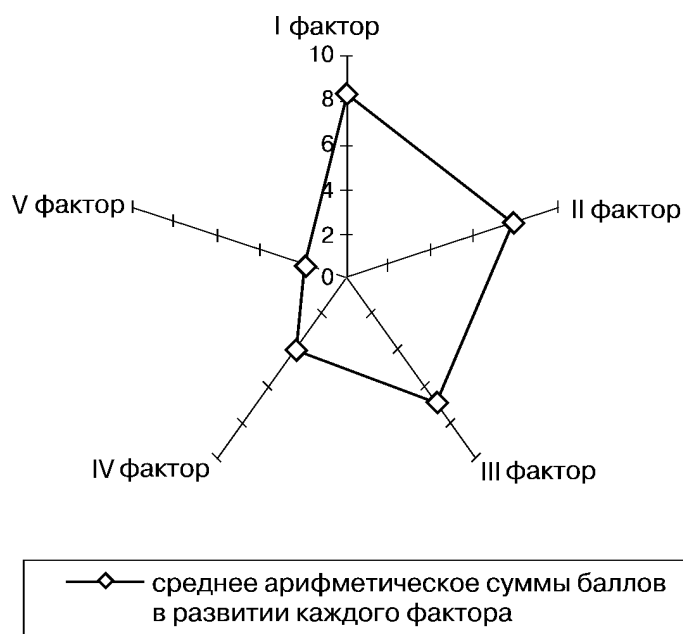 I фактор
10
8
6
4
2
0
II фактор
III фактор
IV фактор
V фактор
среднее арифметическое суммы баллов
в развитии каждого фактора